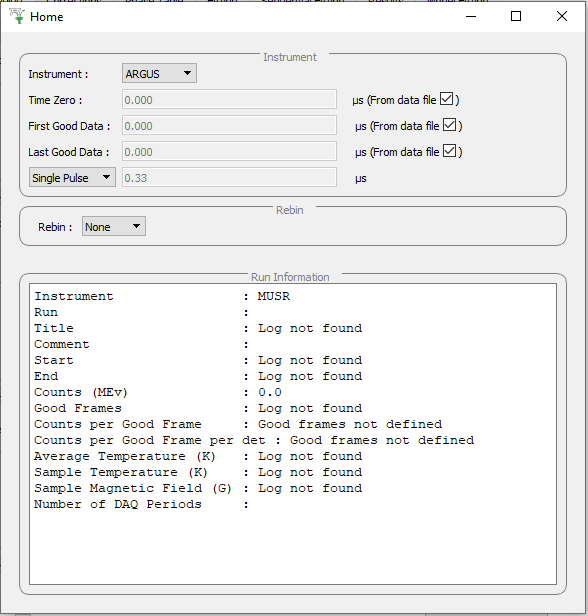 Home
Instrument
Instrument : ARGUS
Time Zero : 0.000 µs (From data file )
First Good Data : 0.000 µs (From data file )
Last Good Data : 0.000 µs (From data file )
Single Pulse 0.33 µs
Rebin
Rebin : None
Run Information
Instrument : MUSR
Run :
Title : Log not found
Comment :
Start : Log not found
End : Log not found
Counts (MEv) : 0.0
Good Frames : Log not found
Counts per Good Frame : Good frames not defined
Counts per Good Frame per det : Good frames not defined
Average Temperature (K) : Log not found
Sample Temperature (K) : Log not found
Sample Magnetic Field (G) : Log not found
Number of DAQ Periods :